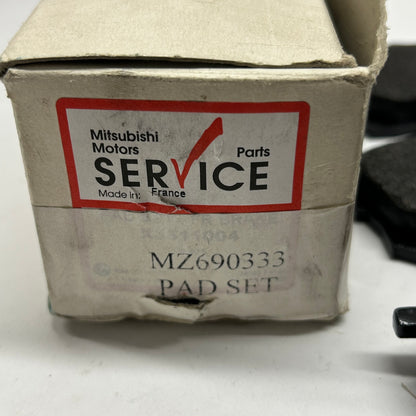 Mitsubishi
Motors Parts
SERVICE
Made in: France
MZ690333
PAD SET